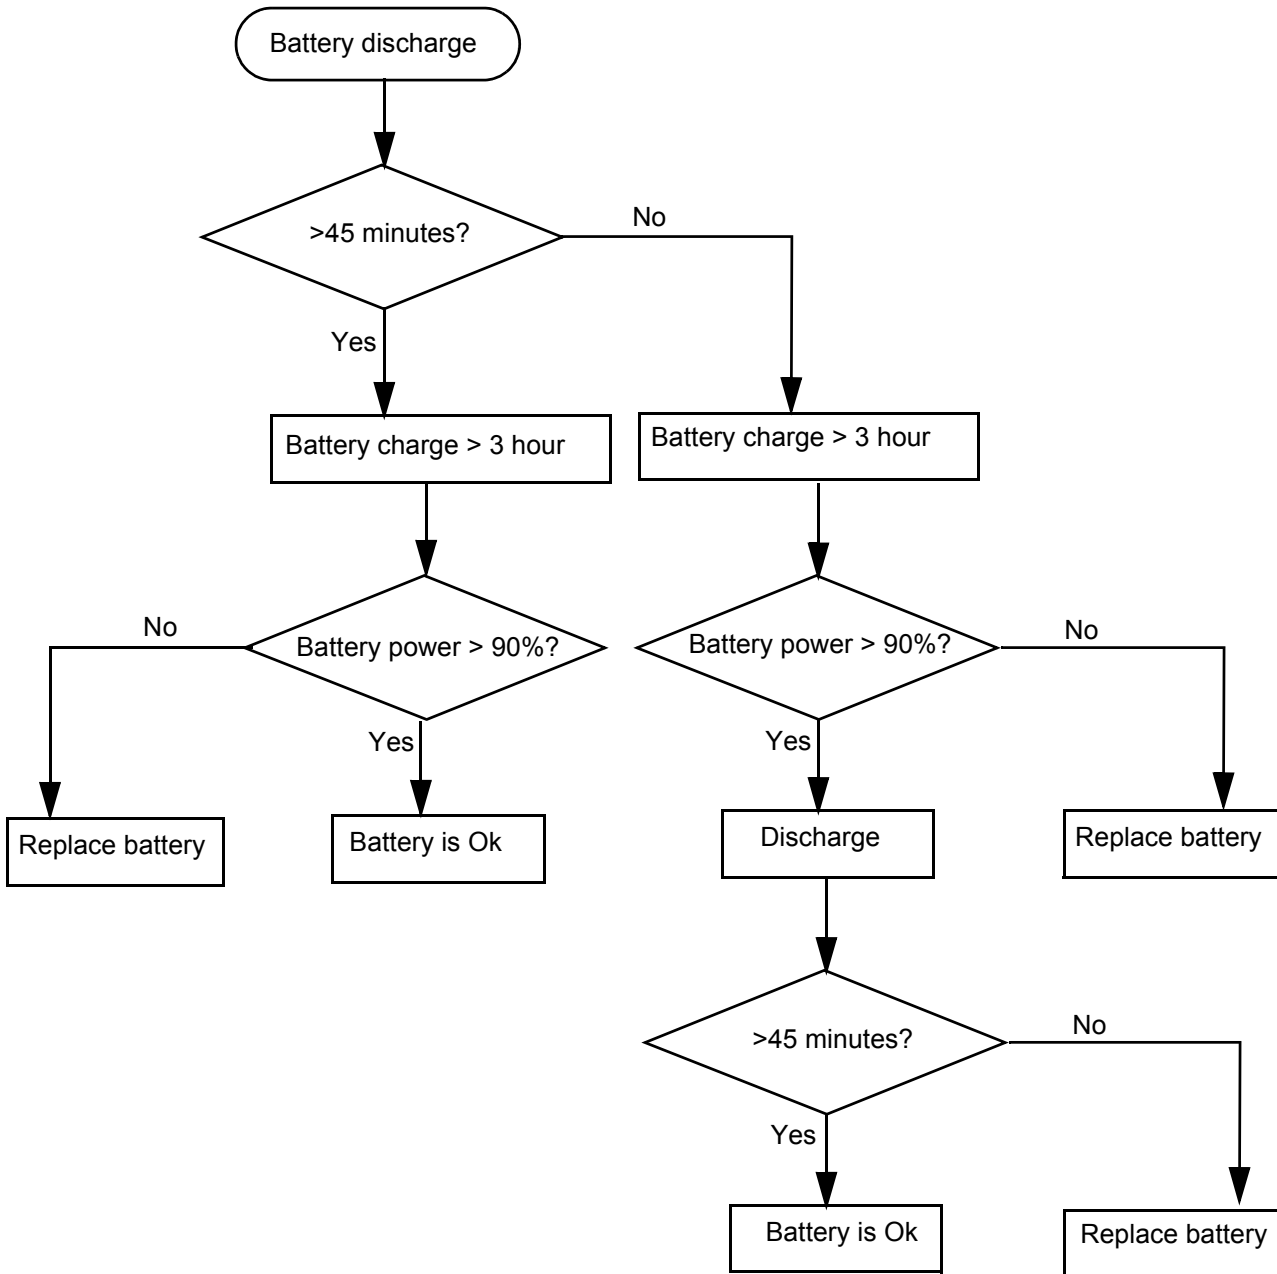 Battery discharge
>45 minutes?
No
Yes
Battery charge > 3 hour
Battery charge > 3 hour
No
Battery power > 90%?
Battery power > 90%?
No
Yes
Yes
Replace battery
Battery is Ok
Discharge
Replace battery
>45 minutes?
No
Yes
Battery is Ok
Replace battery